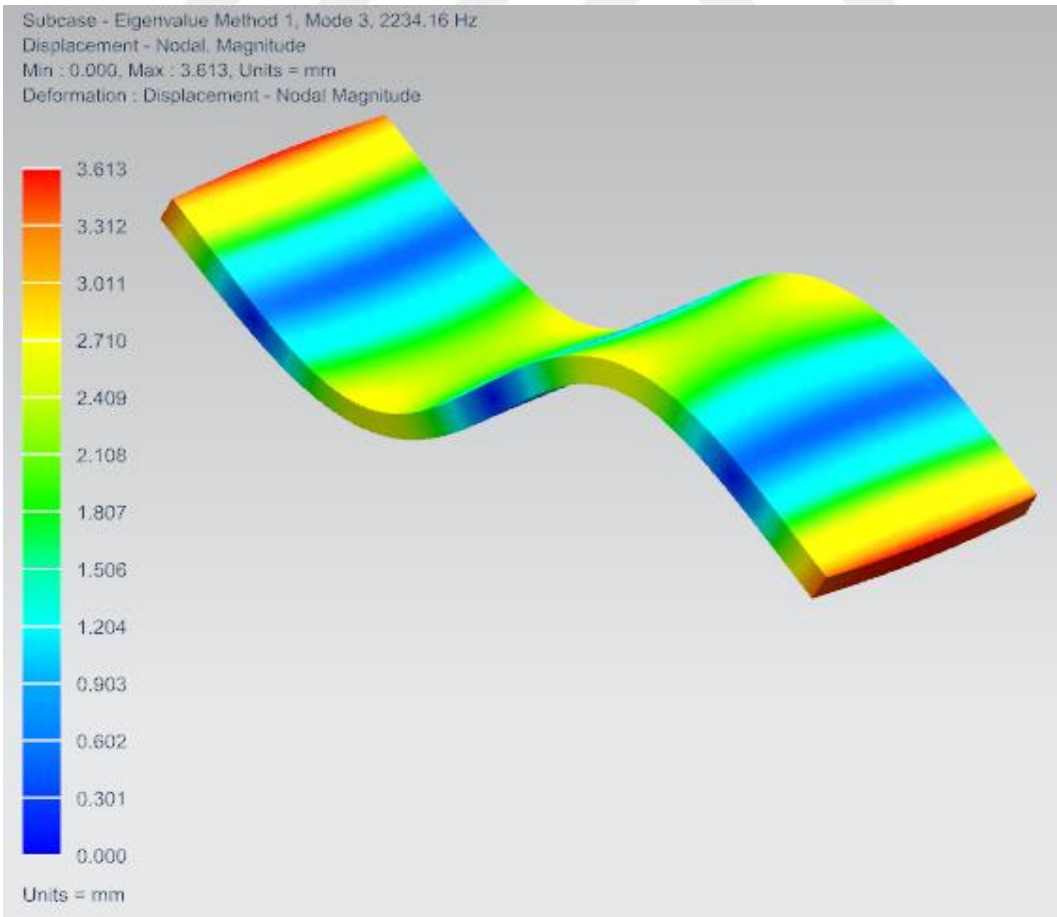 Subcase - Eigenvalue Method 1, Mode 3, 2234.16 Hz
Displacement - Nodal, Magnitude
Min : 0.000, Max : 3.613, Units = mm
Deformation : Displacement - Nodal Magnitude
3.613
3.312
3.011
2.710
2.409
2.108
1.807
1.506
1.204
0.903
0.602
0.301
0.000
Units = mm